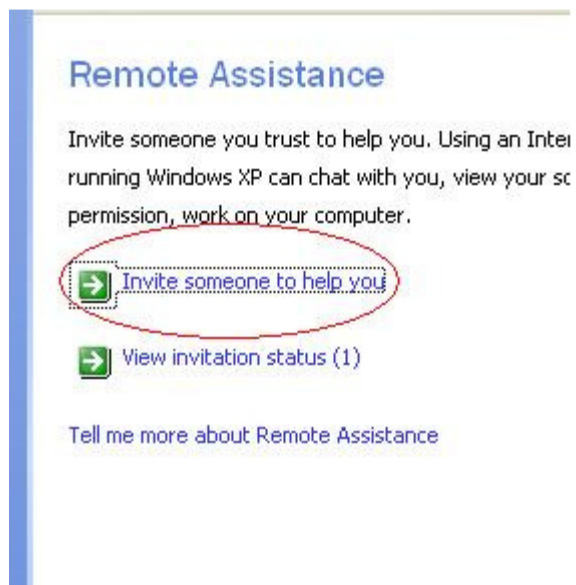 Remote Assistance
Invite someone you trust to help you. Using an
running Windows XP can chat with you, view your
permission, work on your computer.
Invite someone to help you
View invitation status (1)
Tell me more about Remote Assistance